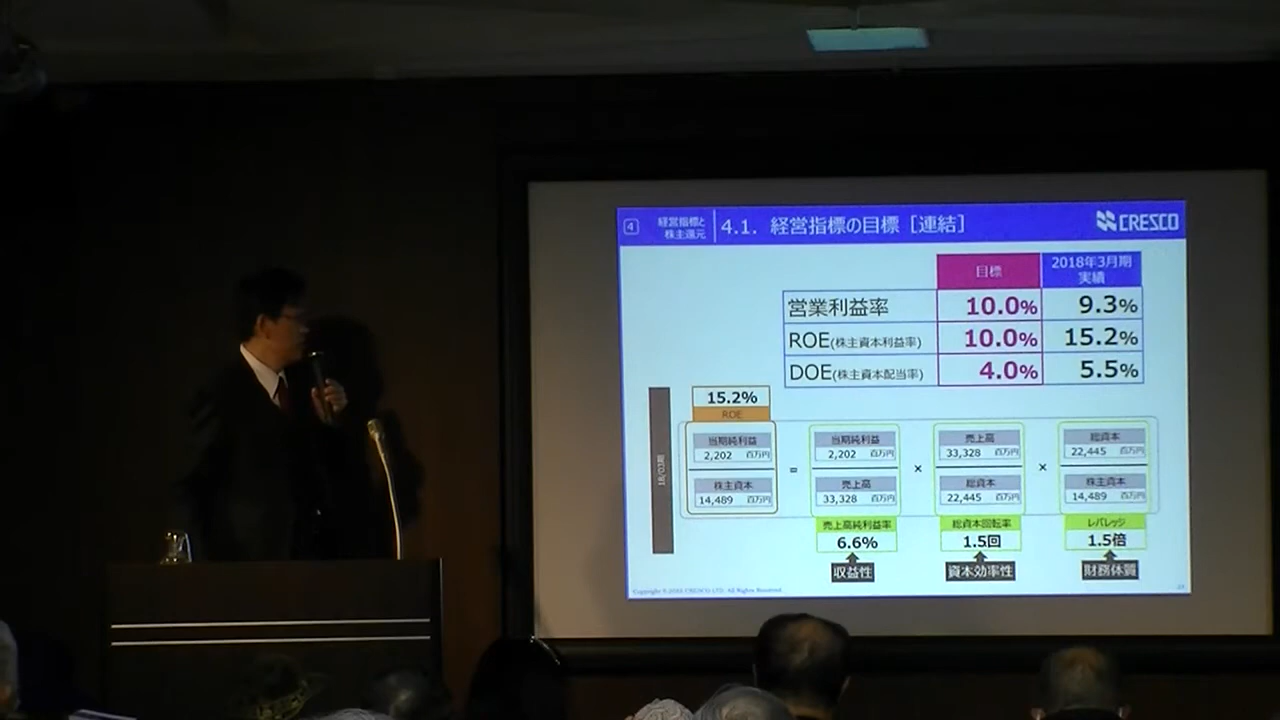 4
経営指標と
株主還元
4.1. 経営指標の目標［連結］
CRESCO
目標
2018年3月期
実績
営業利益率 10.0% 9.3%
ROE(株主資本利益率) 10.0% 15.2%
DOE(株主資本配当率) 4.0% 5.5%
18/03期
15.2%
ROE
当期純利益 当期純利益 売上高 総資本
2,202 百万円 2,202 百万円 33,328 百万円 22,445 百万円
= × ×
株主資本 売上高 総資本 株主資本
14,489 百万円 33,328 百万円 22,445 百万円 14,489 百万円
売上高純利益率 総資本回転率 レバレッジ
6.6% 1.5回 1.5倍
収益性 資本効率性 財務体質